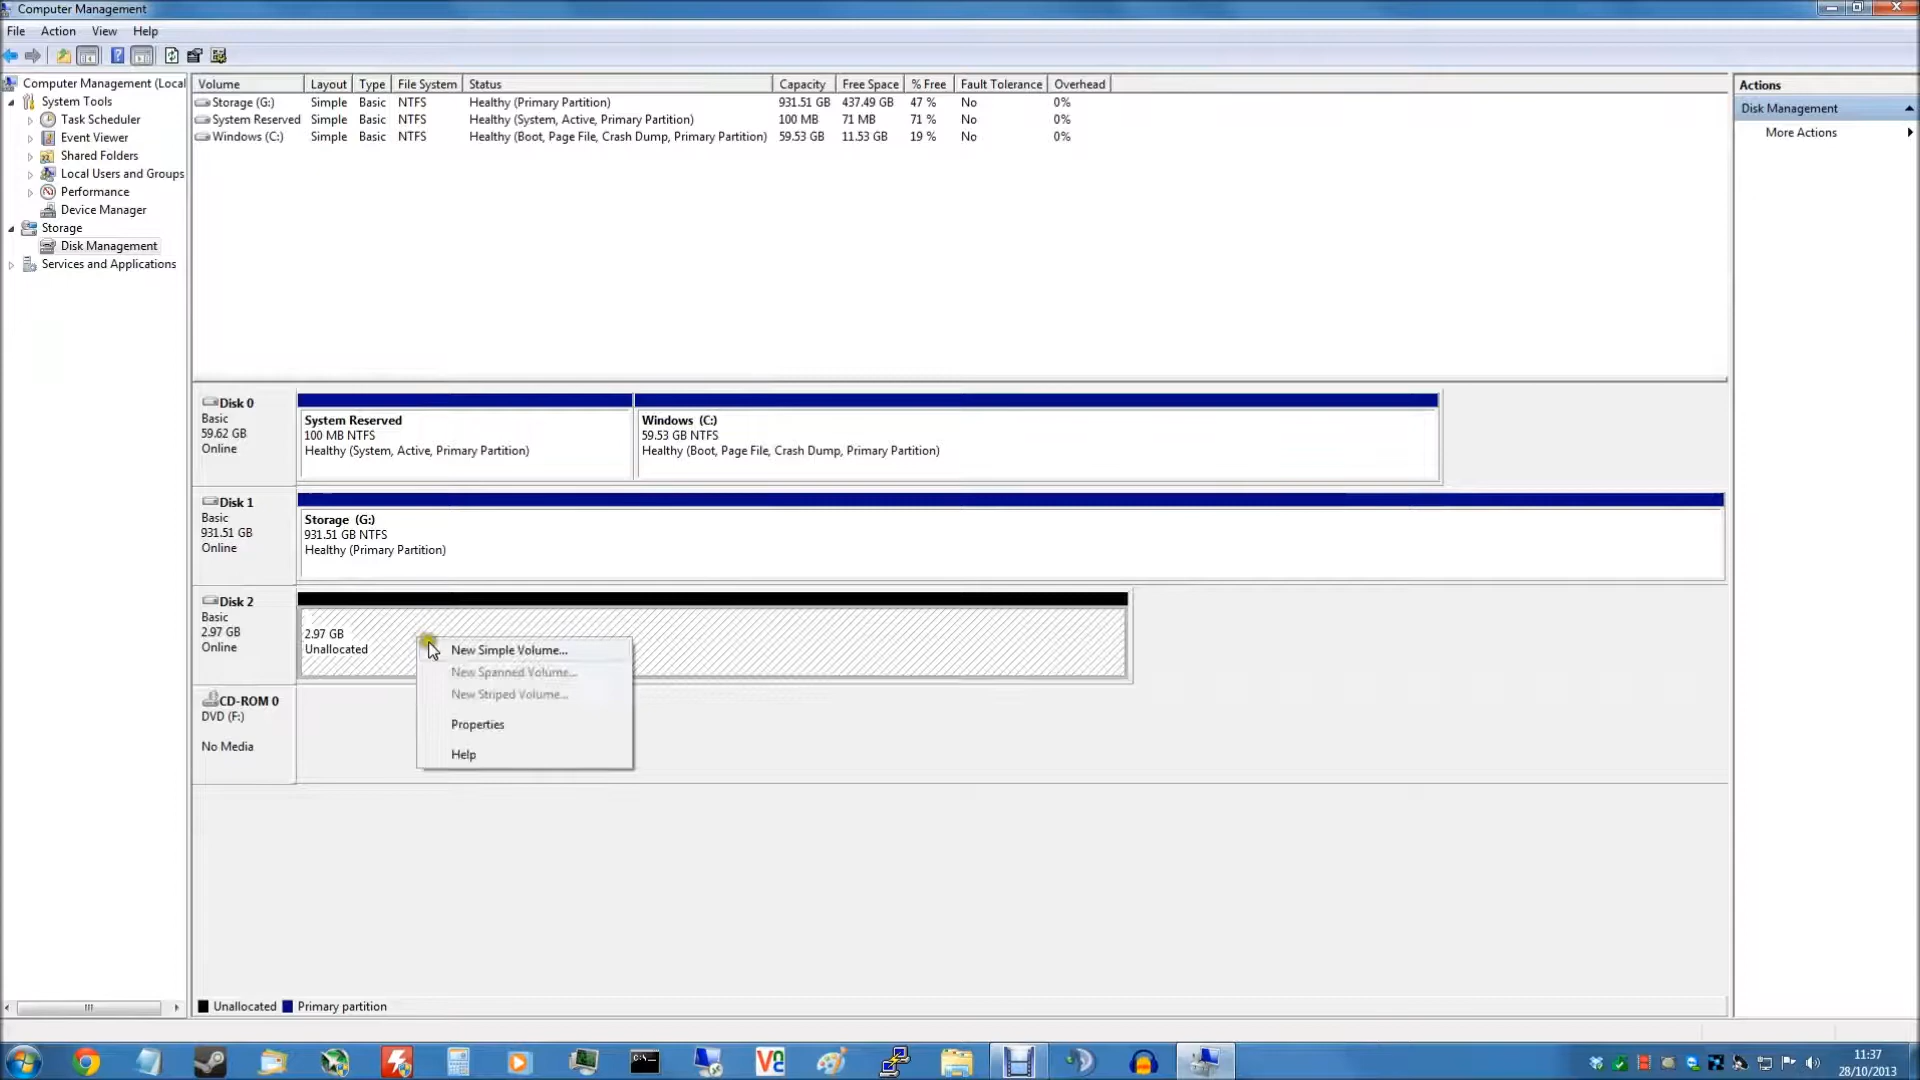 Computer Management
File Action View Help
Computer Management (Local
System Tools
Task Scheduler
Event Viewer
Shared Folders
Local Users and Groups
Performance
Device Manager
Storage
Disk Management
Services and Applications
Volume Layout Type File System Status Capacity Free Space % Free Fault Tolerance Overhead
Storage (G:) Simple Basic NTFS Healthy (Primary Partition) 931.51 GB 437.49 GB 47 % No 0%
System Reserved Simple Basic NTFS Healthy (System, Active, Primary Partition) 100 MB 71 MB 71 % No 0%
Windows (C:) Simple Basic NTFS Healthy (Boot, Page File, Crash Dump, Primary Partition) 59.53 GB 11.53 GB 19 % No 0%
Actions
Disk Management
More Actions
Disk 0
Basic
59.62 GB
Online
System Reserved
100 MB NTFS
Healthy (System, Active, Primary Partition)
Windows (C:)
59.53 GB NTFS
Healthy (Boot, Page File, Crash Dump, Primary Partition)
Disk 1
Basic
931.51 GB
Online
Storage (G:)
931.51 GB NTFS
Healthy (Primary Partition)
Disk 2
Basic
2.97 GB
Online
2.97 GB
Unallocated
New Simple Volume...
New Spanned Volume...
New Striped Volume...
Properties
Help
CD-ROM 0
DVD (F:)
No Media
Unallocated Primary partition
11:37
28/10/2013